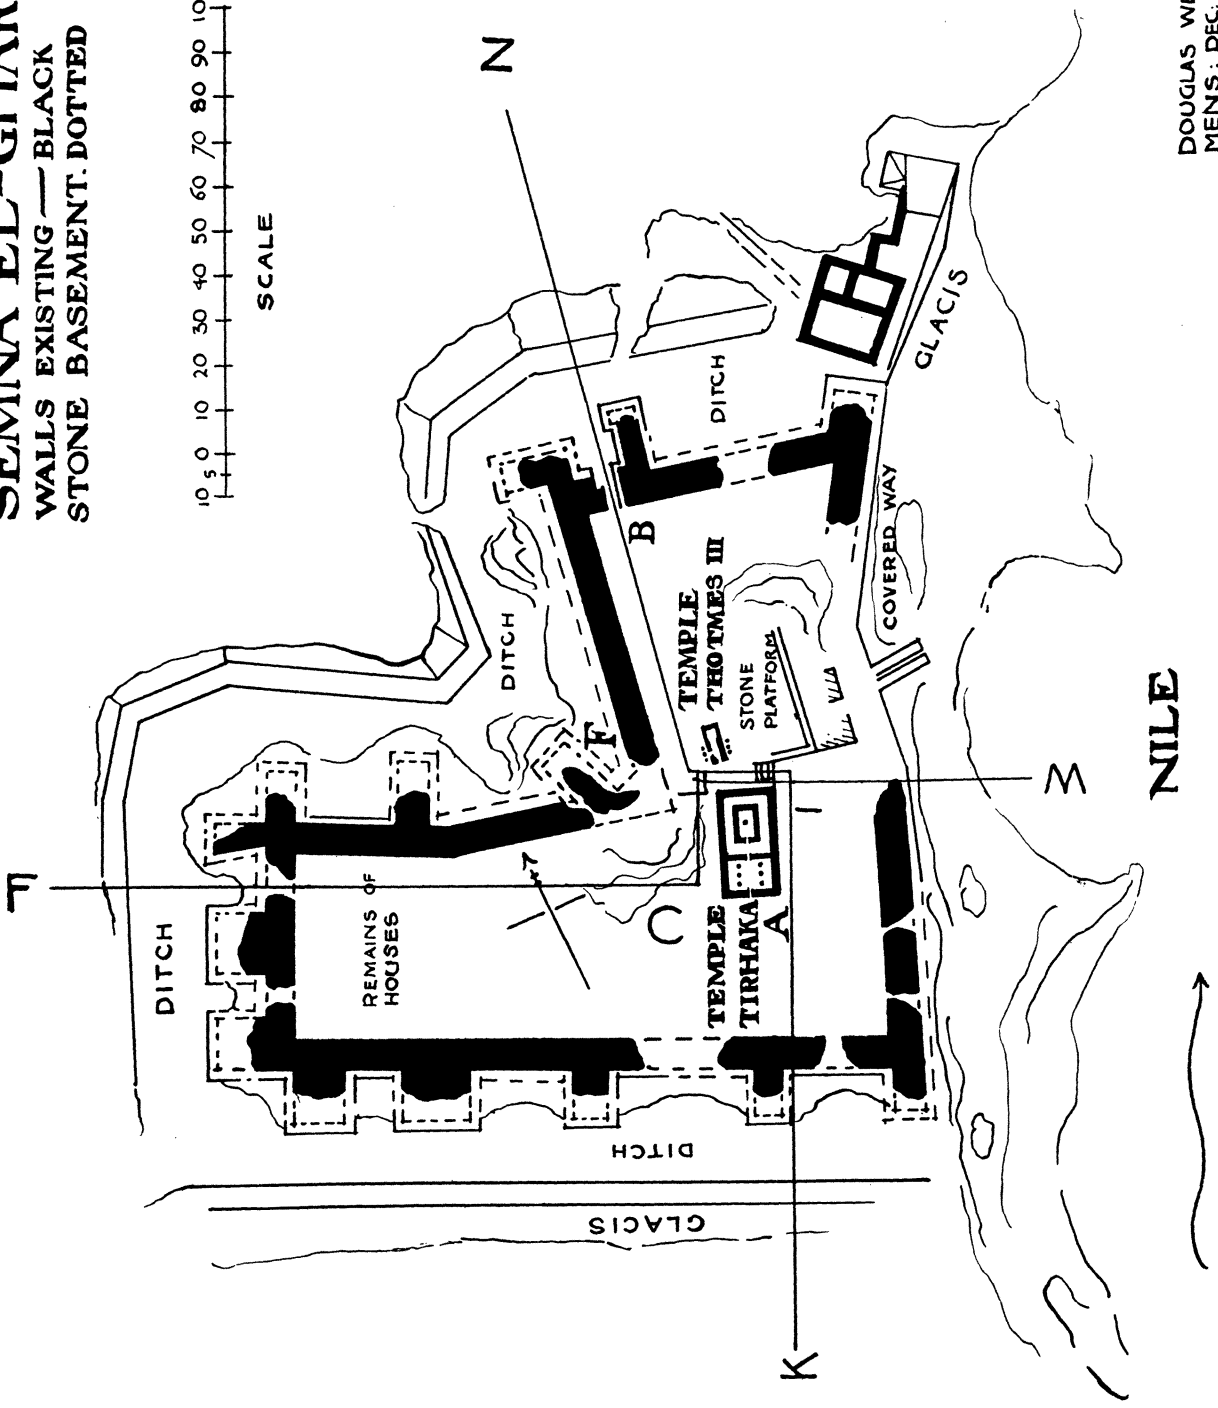 WALLS EXISTING — BLACK
STONE BASEMENT. DOTTED
10 5 0 10 20 30 40 50 60 70 80 90
SCALE
N
DITCH
GLACIS
B
COVERED WAY
DITCH
TEMPLE
THOTMES III
STONE
PLATFORM
F
M
NILE
F
DITCH
REMAINS OF
HOUSES
C
TEMPLE
TIRHAKA
A
DITCH
GLACIS
K
DOUGLAS
MENS: DEC: